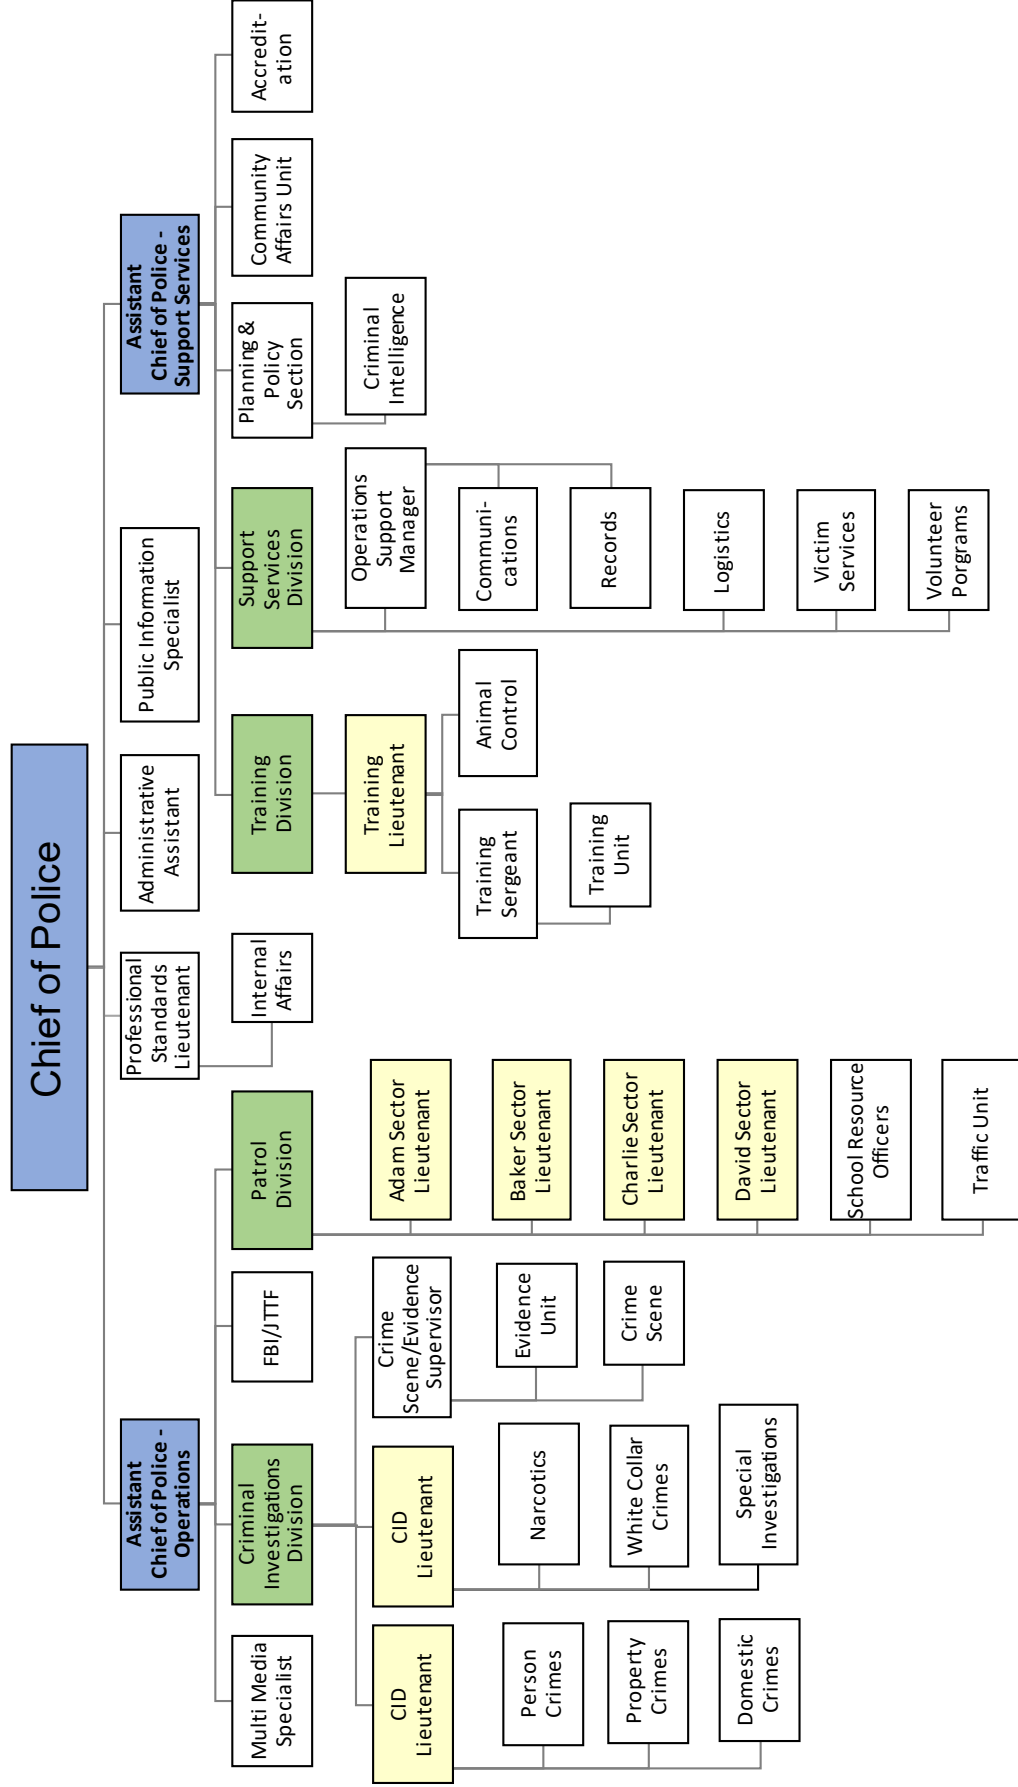 Chief of Police
Assistant
Chief of Police -
Operations
Professional
Standards
Lieutenant
Administrative
Assistant
Public Information
Specialist
Assistant
Chief of Police -
Support Services
Multi Media
Specialist
Criminal
Investigations
Division
FBI/JTTF
Patrol
Division
Internal
Affairs
Training
Division
Support
Services
Division
Planning &
Policy
Section
Community
Affairs Unit
Accredit-
ation
CID
Lieutenant
CID
Lieutenant
Crime
Scene/Evidence
Supervisor
Adam Sector
Lieutenant
Training
Lieutenant
Operations
Support
Manager
Criminal
Intelligence
Person
Crimes
Narcotics
Evidence
Unit
Baker Sector
Lieutenant
Training
Sergeant
Animal
Control
Communi-
cations
Property
Crimes
White Collar
Crimes
Crime
Scene
Charlie Sector
Lieutenant
Training
Unit
Records
Domestic
Crimes
Special
Investigations
David Sector
Lieutenant
Logistics
School Resource
Officers
Victim
Services
Traffic Unit
Volunteer
Porgrams